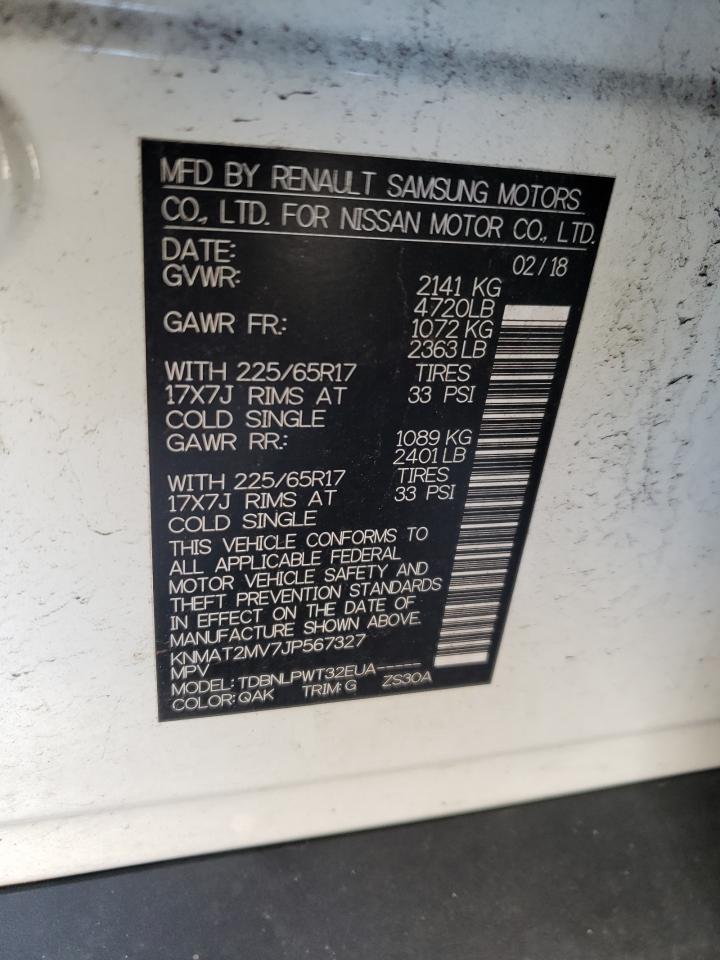 MFD BY RENAULT SAMSUNG MOTORS
CO., LTD. FOR NISSAN MOTOR CO., LTD.
DATE: 02/18
GVWR: 2141 KG
4720LB
GAWR FR: 1072 KG
2363 LB
WITH 225/65R17 TIRES
17X7J RIMS AT 33 PSI
COLD SINGLE
GAWR RR: 1089 KG
2401 LB
WITH 225/65R17 TIRES
17X7J RIMS AT 33 PSI
COLD SINGLE
THIS VEHICLE CONFORMS TO
ALL APPLICABLE FEDERAL
MOTOR VEHICLE SAFETY AND
THEFT PREVENTION STANDARDS
IN EFFECT ON THE DATE OF
MANUFACTURE SHOWN ABOVE.
KNMAT2MV7JP567327
MPV
MODEL: TDBNLPWT32EUA-----
COLOR: QAK TRIM: G ZS30A